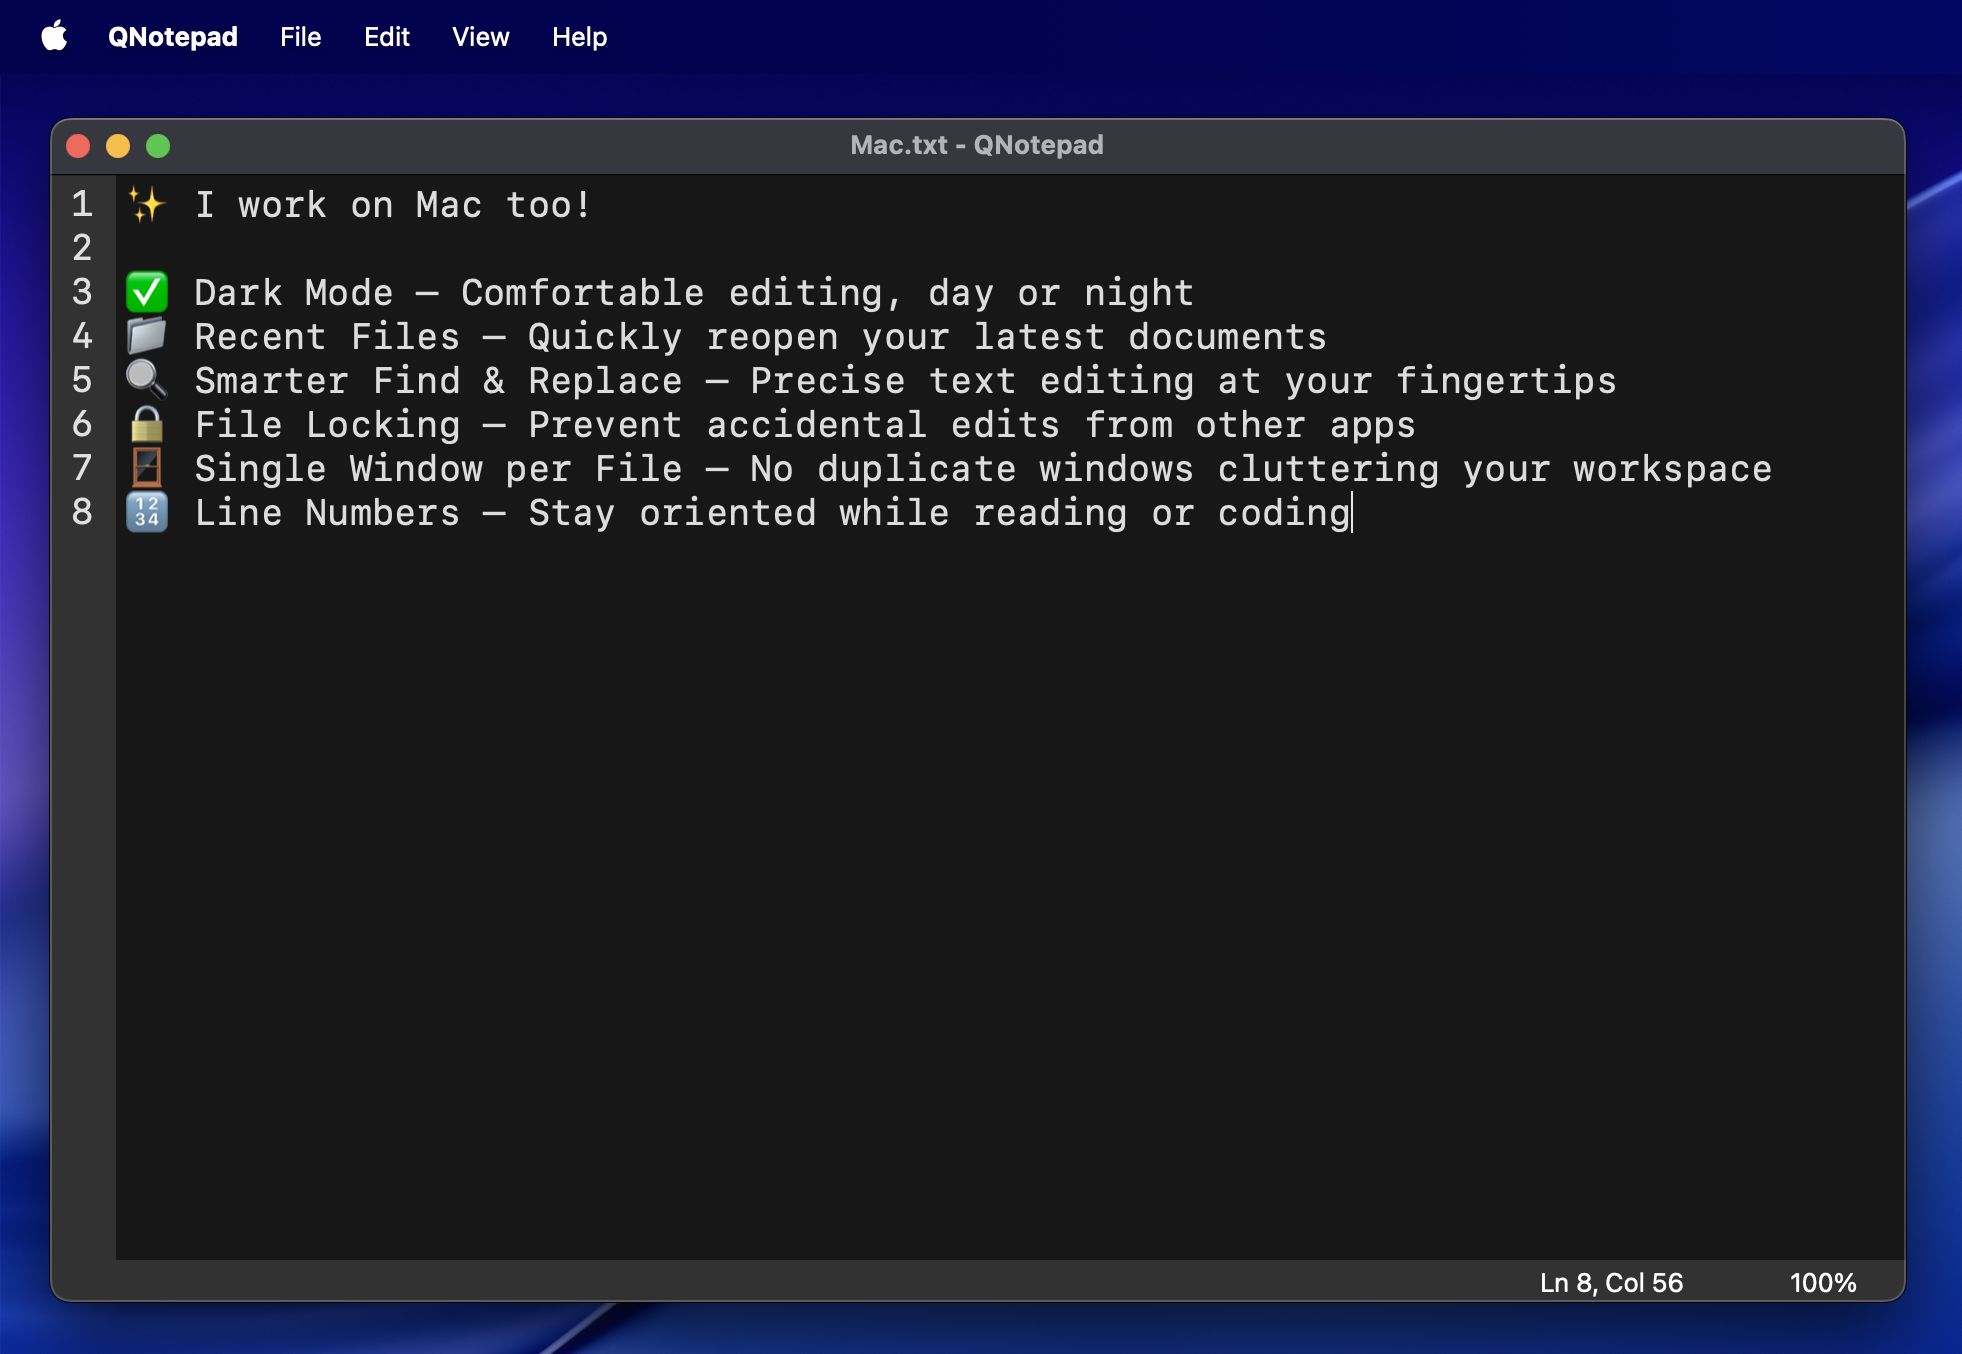 QNotepad File Edit View Help
Mac.txt - QNotepad
1 ✨ I work on Mac too!
2
3 ✅ Dark Mode — Comfortable editing, day or night
4 📁 Recent Files — Quickly reopen your latest documents
5 🔍 Smarter Find & Replace — Precise text editing at your fingertips
6 🔒 File Locking — Prevent accidental edits from other apps
7 🪟 Single Window per File — No duplicate windows cluttering your workspace
8 🔢 Line Numbers — Stay oriented while reading or coding
Ln 8, Col 56 100%